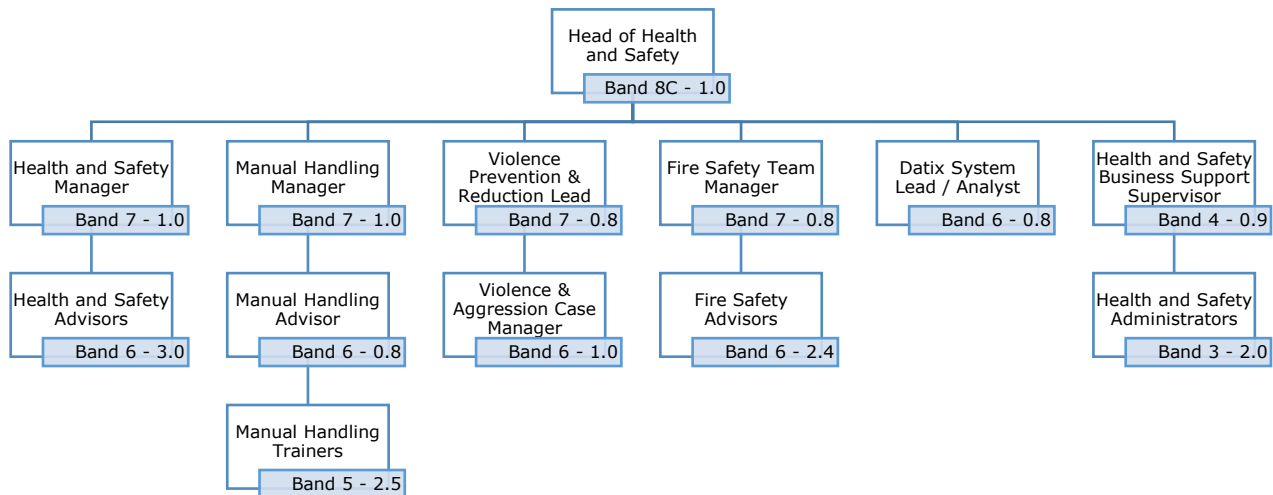 Head of Health
and Safety
Band 8C - 1.0
Health and Safety
Manager
Band 7 - 1.0
Manual Handling
Manager
Band 7 - 1.0
Violence
Prevention &
Reduction Lead
Band 7 - 0.8
Fire Safety Team
Manager
Band 7 - 0.8
Datix System
Lead / Analyst
Band 6 - 0.8
Health and Safety
Business Support
Supervisor
Band 4 - 0.9
Health and Safety
Advisors
Band 6 - 3.0
Manual Handling
Advisor
Band 6 - 0.8
Violence &
Aggression Case
Manager
Band 6 - 1.0
Fire Safety
Advisors
Band 6 - 2.4
Health and Safety
Administrators
Band 3 - 2.0
Manual Handling
Trainers
Band 5 - 2.5